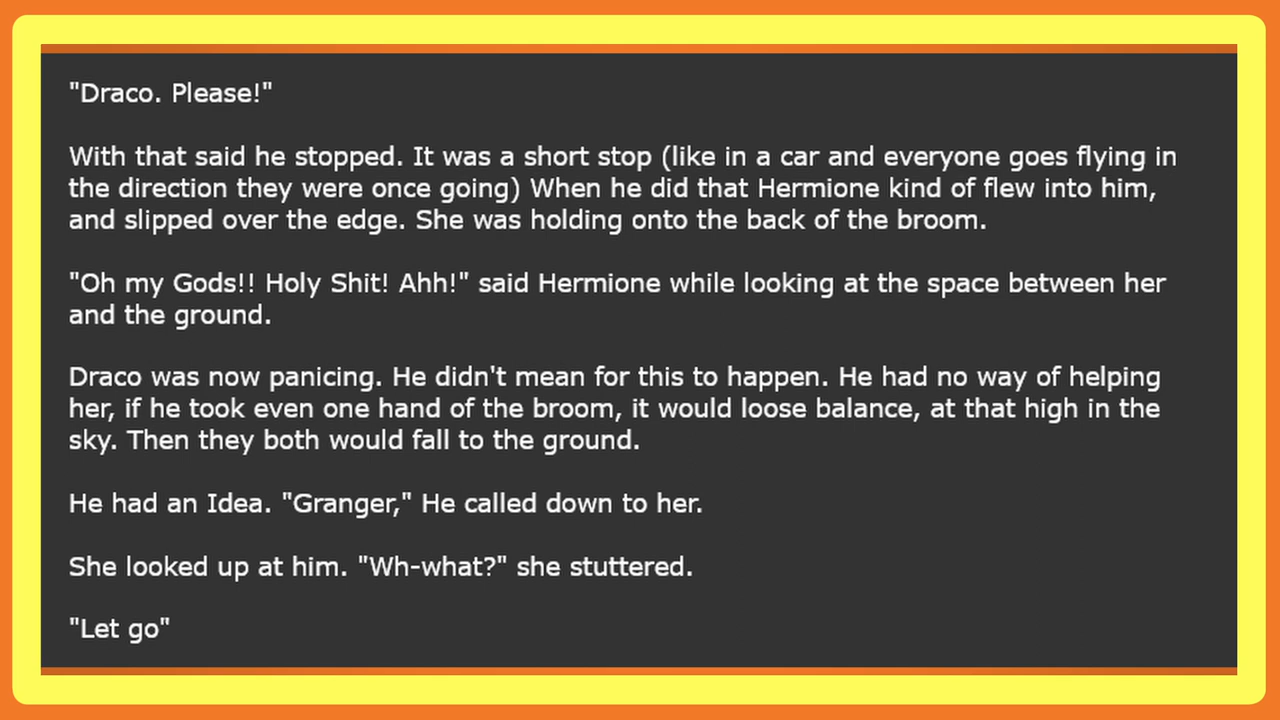 "Draco. Please!"
With that said he stopped. It was a short stop (like in a car and everyone goes flying in
the direction they were once going) When he did that Hermione kind of flew into him,
and slipped over the edge. She was holding onto the back of the broom.
"Oh my Gods!! Holy Shit! Ahh!" said Hermione while looking at the space between her
and the ground.
Draco was now panicing. He didn't mean for this to happen. He had no way of helping
her, if he took even one hand of the broom, it would loose balance, at that high in the
sky. Then they both would fall to the ground.
He had an Idea. "Granger," He called down to her.
She looked up at him. "Wh-what?" she stuttered.
"Let go"